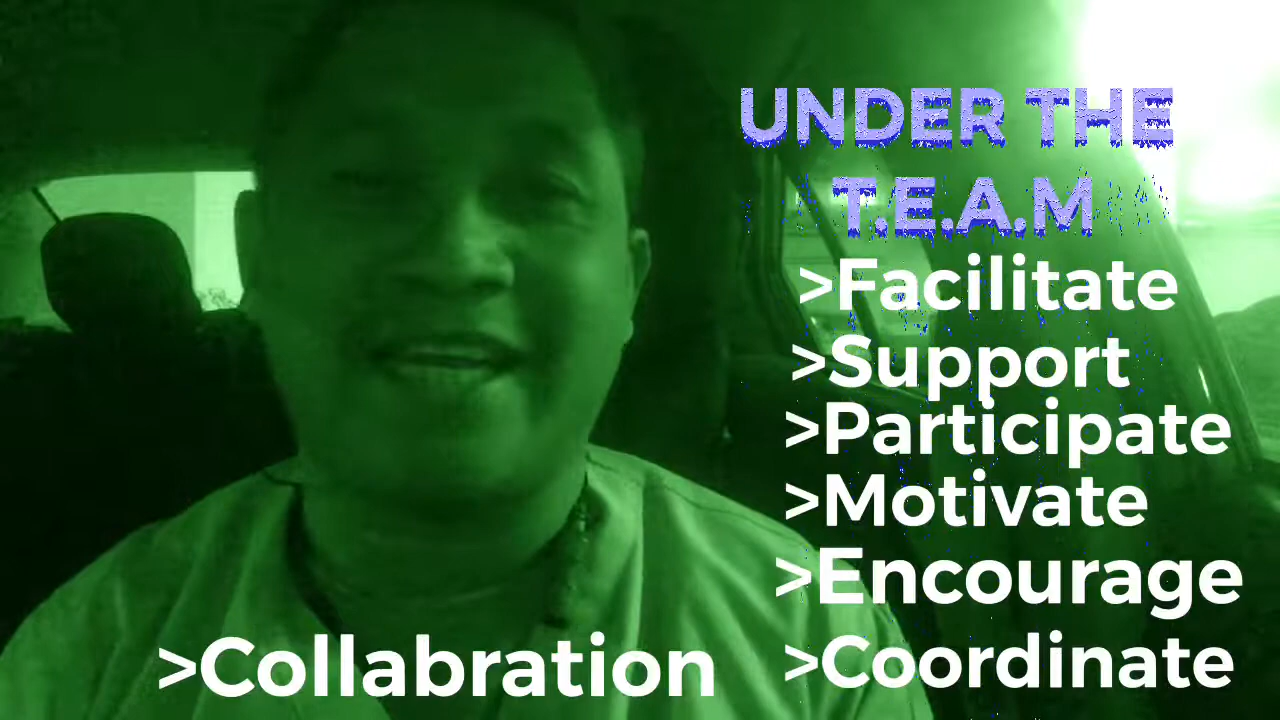 UNDER THE
T.E.A.M
>Facilitate
>Support
>Participate
>Motivate
>Encourage
>Coordinate
>Collabration